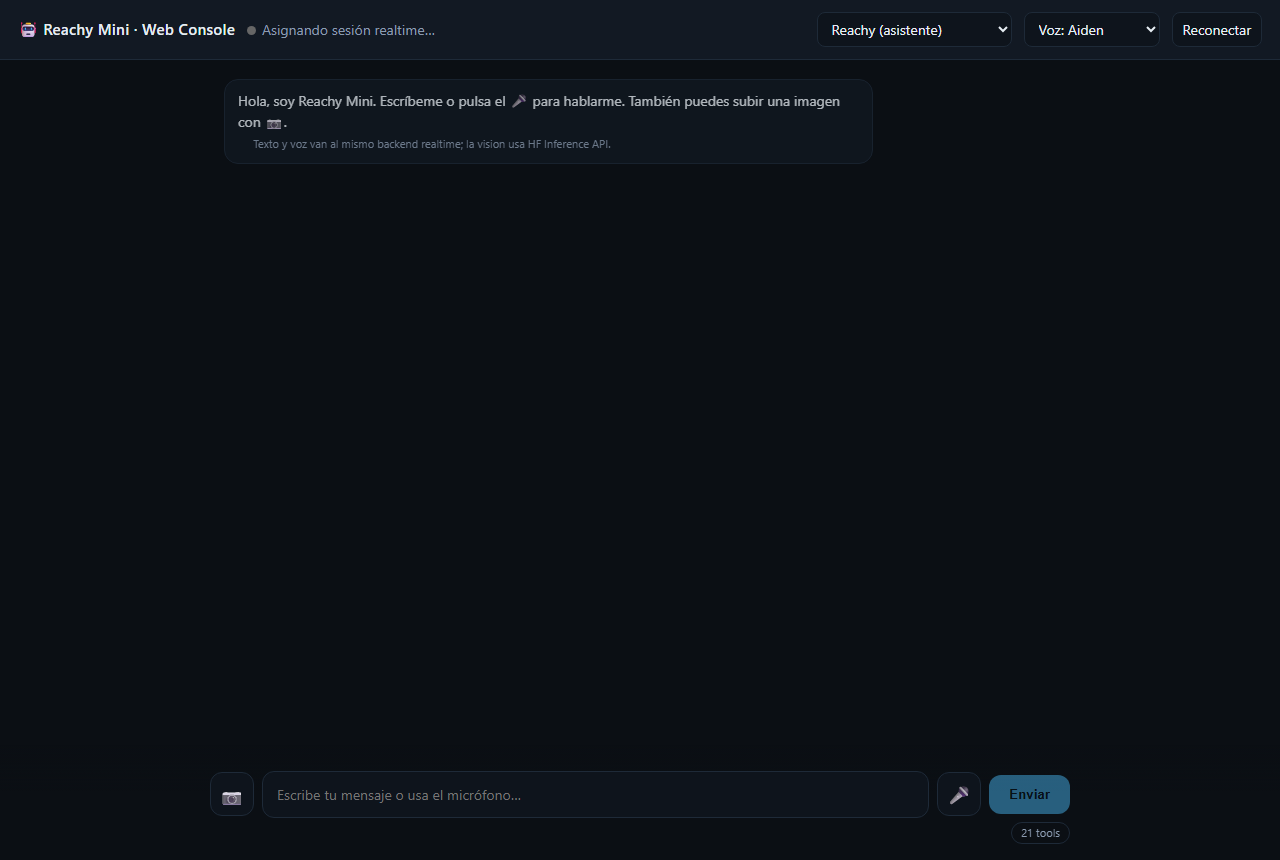 Reachy Mini · Web Console
Asignando sesión realtime...
Reachy (asistente)
Voz: Aiden
Reconectar
Hola, soy Reachy Mini. Escríbeme o pulsa el 🎤 para hablarme. También puedes subir una imagen
con 📷.
Texto y voz van al mismo backend realtime; la vision usa HF Inference API.
Escribe tu mensaje o usa el micrófono...
Enviar
21 tools